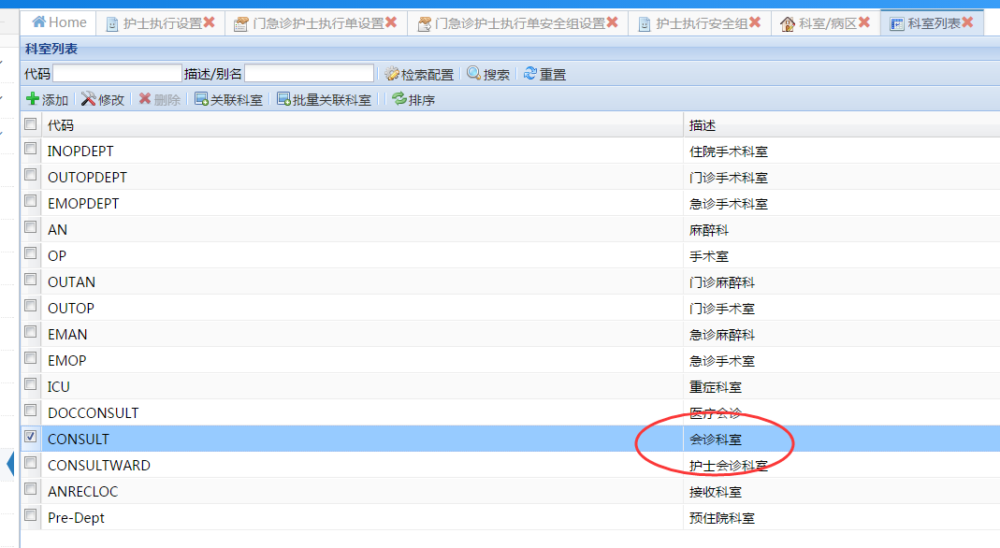 Home 护士执行设置 门急诊护士执行单设置 门急诊护士执行单安全组设置 护士执行安全组 科室/病区 科室列表
科室列表
代码 描述/别名 检索配置 搜索 重置
添加 修改 删除 关联科室 批量关联科室 排序
代码 描述
INOPDEPT 住院手术科室
OUTOPDEPT 门诊手术科室
EMOPDEPT 急诊手术科室
AN 麻醉科
OP 手术室
OUTAN 门诊麻醉科
OUTOP 门诊手术室
EMAN 急诊麻醉科
EMOP 急诊手术室
ICU 重症科室
DOCCONSULT 医疗会诊
CONSULT 会诊科室
CONSULTWARD 护士会诊科室
ANRECLOC 接收科室
Pre-Dept 预住院科室